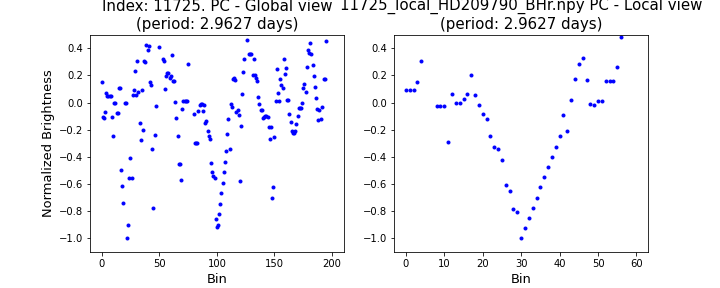 Index: 11725. PC - Global view
(period: 2.9627 days)
11725_local_HD209790_BHr.npy PC - Local view
(period: 2.9627 days)
Normalized Brightness
0.4
0.2
0.0
−0.2
−0.4
−0.6
−0.8
−1.0
0 50 100 150 200
Bin
0.4
0.2
0.0
−0.2
−0.4
−0.6
−0.8
−1.0
0 10 20 30 40 50 60
Bin